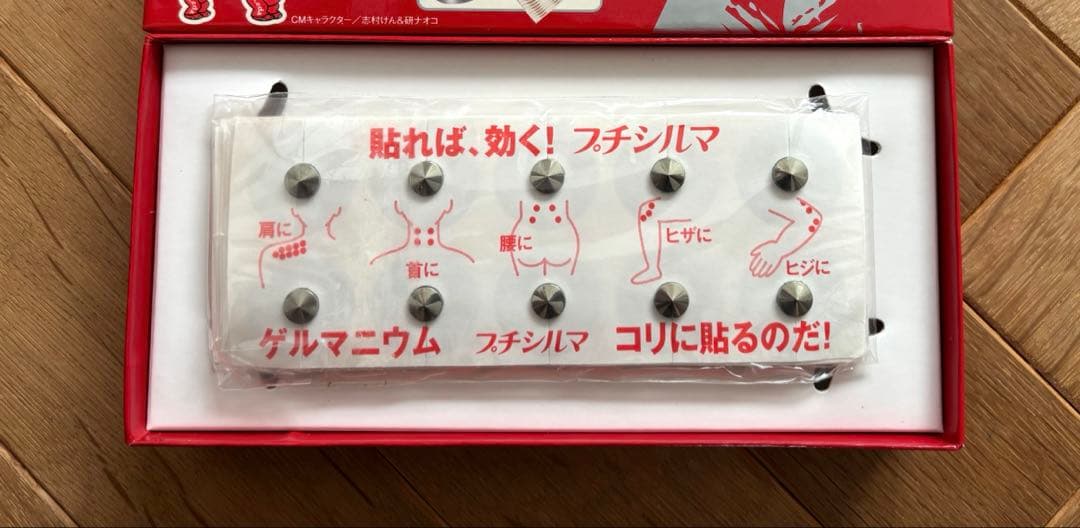 CMキャラクター／志村けん&研ナオコ
貼れば、効く! プチシルマ
肩に
首に
腰に
ヒザに
ヒジに
ゲルマニウム プチシルマ コリに貼るのだ!